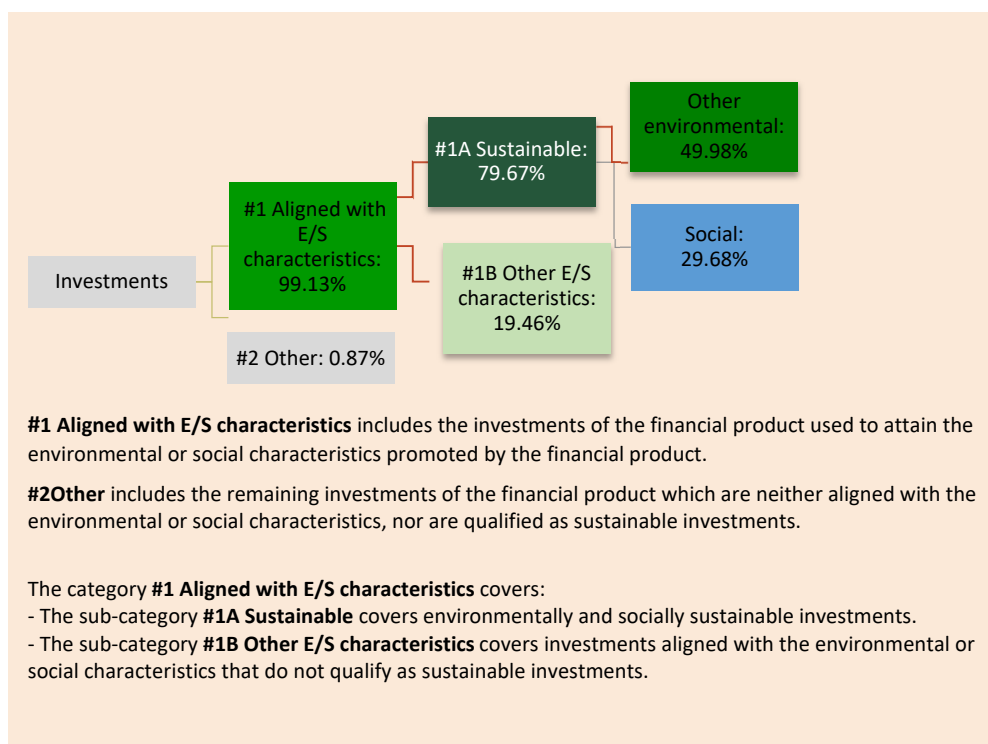 Investments
#1 Aligned with
E/S
characteristics:
99.13%
#2 Other: 0.87%
#1A Sustainable:
79.67%
#1B Other E/S
characteristics:
19.46%
Other
environmental:
49.98%
Social:
29.68%
#1 Aligned with E/S characteristics includes the investments of the financial product used to attain the
environmental or social characteristics promoted by the financial product.
#2Other includes the remaining investments of the financial product which are neither aligned with the
environmental or social characteristics, nor are qualified as sustainable investments.
The category #1 Aligned with E/S characteristics covers:
- The sub-category #1A Sustainable covers environmentally and socially sustainable investments.
- The sub-category #1B Other E/S characteristics covers investments aligned with the environmental or
social characteristics that do not qualify as sustainable investments.